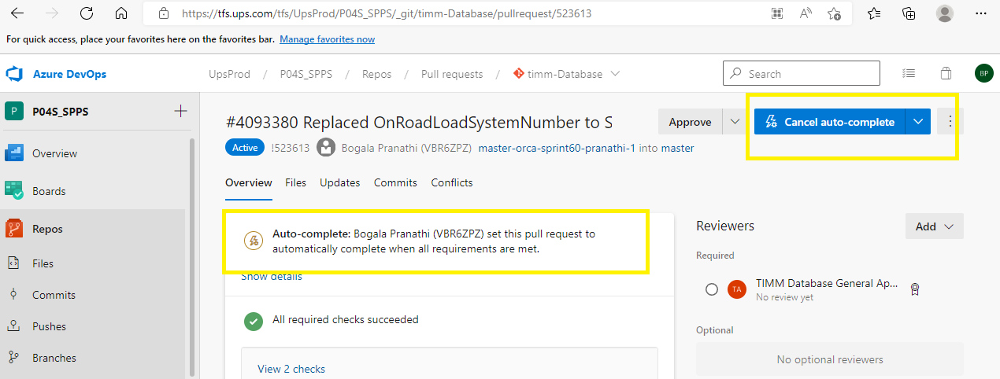 https://tfs.ups.com/tfs/UpsProd/P04S_SPPS/_git/timm-Database/pullrequest/523613
For quick access, place your favorites here on the favorites bar. Manage favorites now
Azure DevOps
UpsProd / P04S_SPPS / Repos / Pull requests / timm-Database
Search
BP
P P04S_SPPS
Overview
Boards
Repos
Files
Commits
Pushes
Branches
#4093380 Replaced OnRoadLoadSystemNumber to S
Approve
Cancel auto-complete
Active !523613 Bogala Pranathi (VBR6ZPZ) master-orca-sprint60-pranathi-1 into master
Overview Files Updates Commits Conflicts
Auto-complete: Bogala Pranathi (VBR6ZPZ) set this pull request to
automatically complete when all requirements are met.
Show details
All required checks succeeded
View 2 checks
Reviewers
Add
Required
TA TIMM Database General Ap...
No review yet
Optional
No optional reviewers